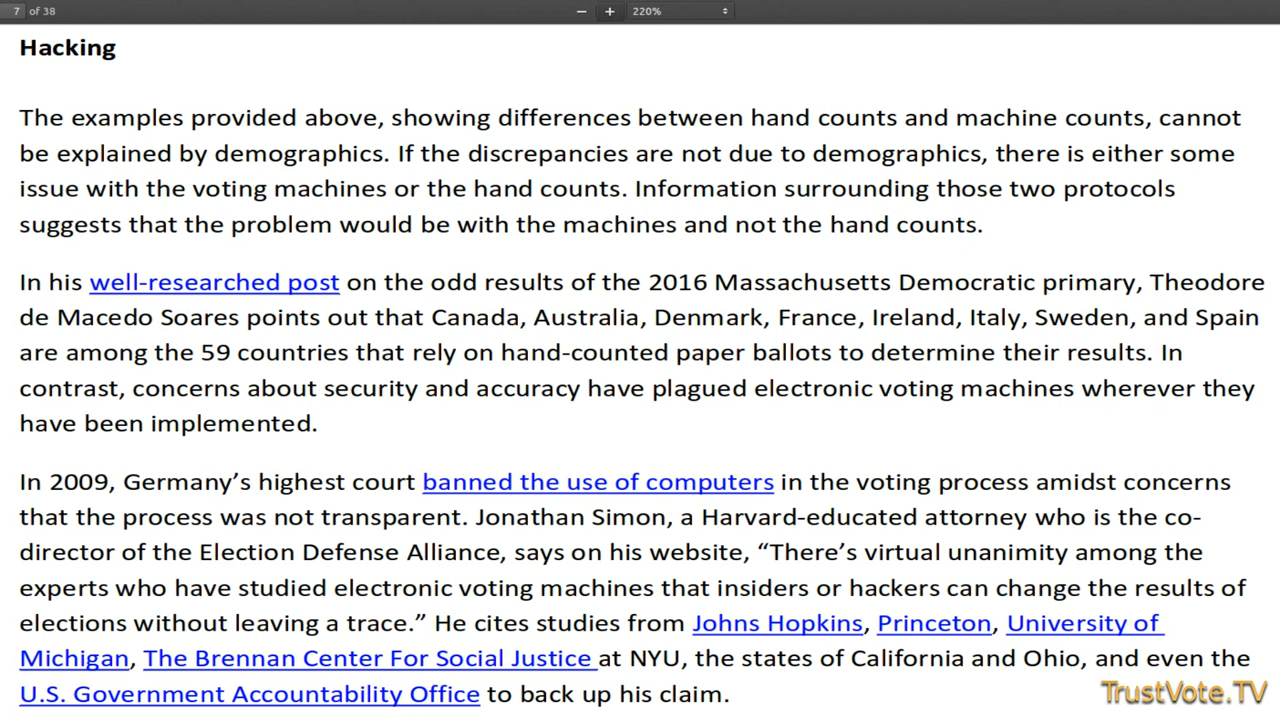 7 of 38 − + 220%
Hacking
The examples provided above, showing differences between hand counts and machine counts, cannot
be explained by demographics. If the discrepancies are not due to demographics, there is either some
issue with the voting machines or the hand counts. Information surrounding those two protocols
suggests that the problem would be with the machines and not the hand counts.
In his well-researched post on the odd results of the 2016 Massachusetts Democratic primary, Theodore
de Macedo Soares points out that Canada, Australia, Denmark, France, Ireland, Italy, Sweden, and Spain
are among the 59 countries that rely on hand-counted paper ballots to determine their results. In
contrast, concerns about security and accuracy have plagued electronic voting machines wherever they
have been implemented.
In 2009, Germany’s highest court banned the use of computers in the voting process amidst concerns
that the process was not transparent. Jonathan Simon, a Harvard-educated attorney who is the co-
director of the Election Defense Alliance, says on his website, “There’s virtual unanimity among the
experts who have studied electronic voting machines that insiders or hackers can change the results of
elections without leaving a trace.” He cites studies from Johns Hopkins, Princeton, University of
Michigan, The Brennan Center For Social Justice at NYU, the states of California and Ohio, and even the
U.S. Government Accountability Office to back up his claim.
TrustVote.TV